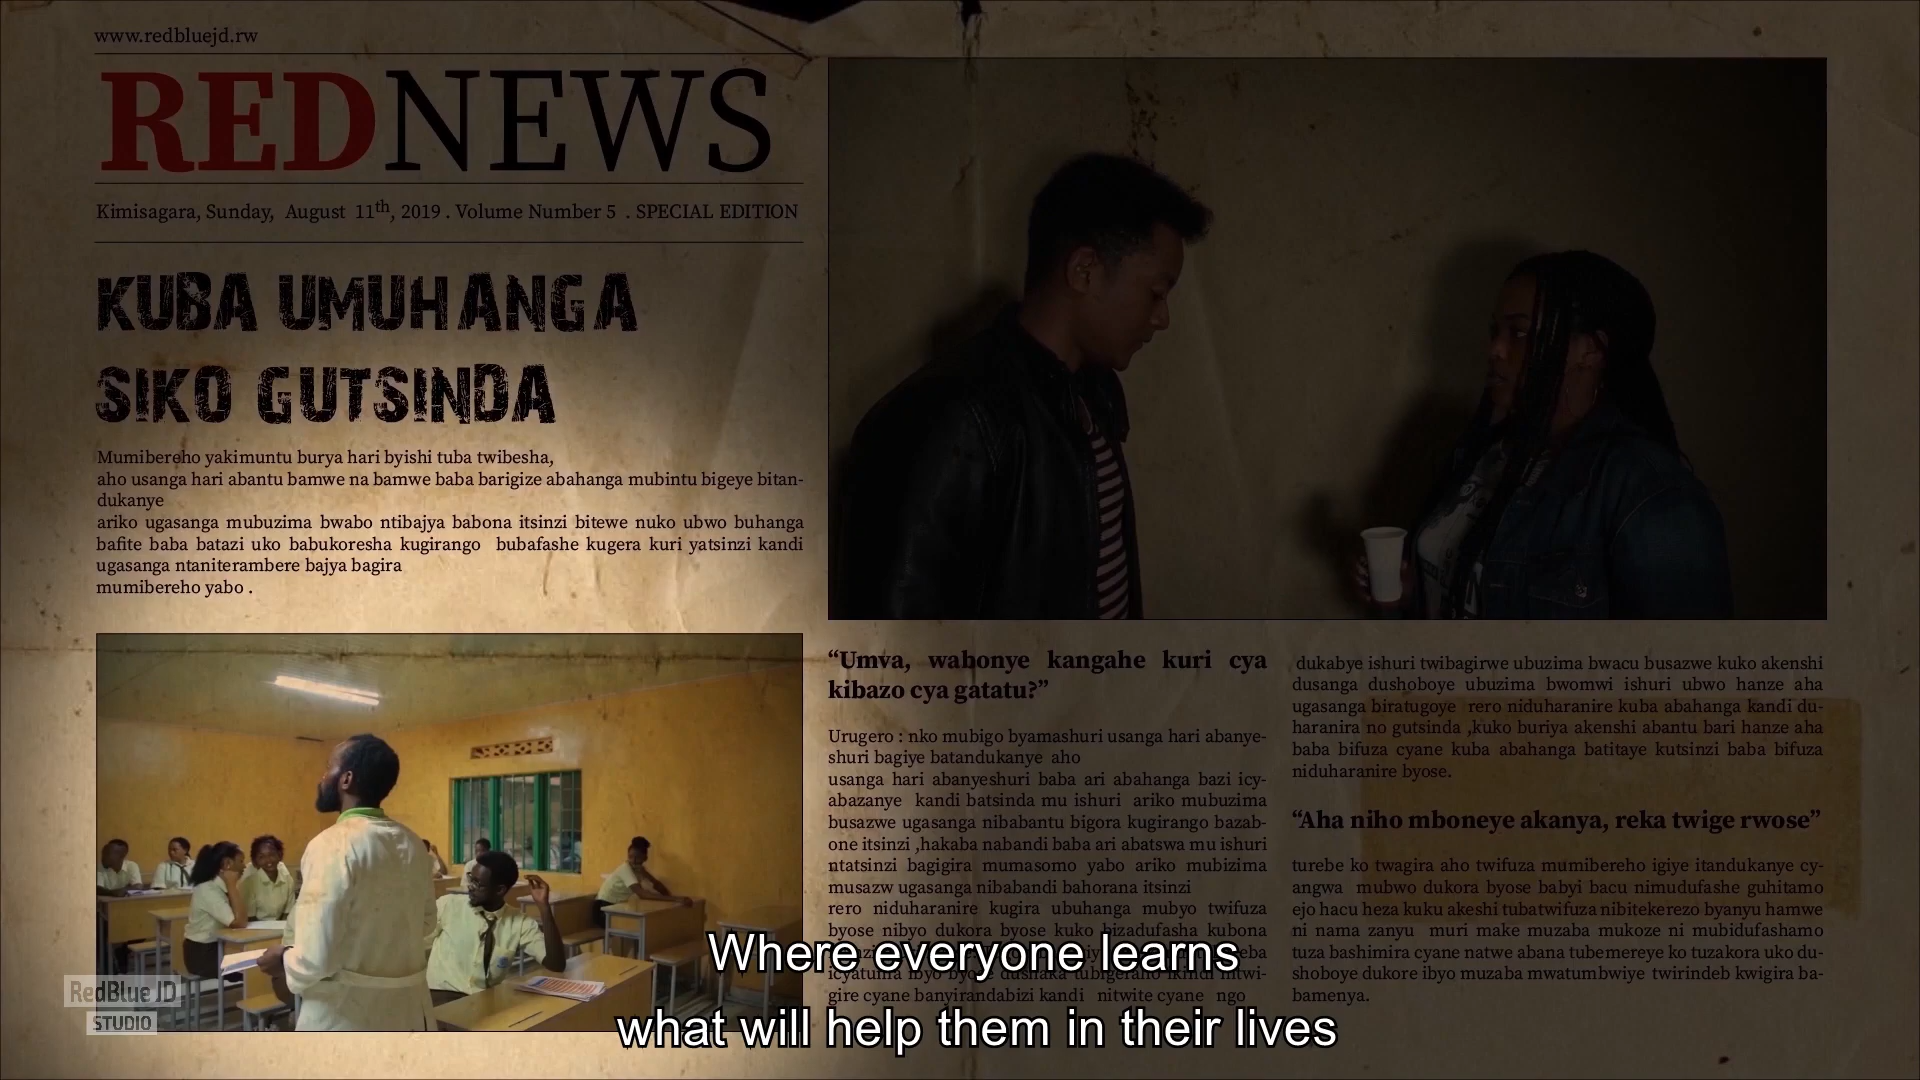 www.redbluejd.rw
REDNEWS
Kimisagara, Sunday, August 11th, 2019 . Volume Number 5 . SPECIAL EDITION
KUBA UMUHANGA
SIKO GUTSINDA
Mumibereho yakimuntu burya hari byishi tuba twibesha,
aho usanga hari abantu bamwe na bamwe baba barigize abahanga mubintu bigeye bitan-
dukanye
ariko ugasanga mubuzima bwabo ntibajya babona itsinzi bitewe nuko ubwo buhanga
bafite baba batazi uko babukoresha kugirango bubafashe kugera kuri yatsinzi kandi
ugasanga ntaniterambere bajya bagira
mumibereho yabo .
“Umva, wabonye kangahe kuri cya
kibazo cya gatatu?”
Urugero : nko mubigo byamashuri usanga hari abanye-
shuri bagiye batandukanye aho
usanga hari abanyeshuri baba ari abahanga bazi icy-
abazanye kandi batsinda mu ishuri ariko mubuzima
busazwe ugasanga nibabantu bigora kugirango bazab-
one itsinzi ,hakaba nabandi baba ari abatswa mu ishuri
ntatsinzi bagigira mumasomo yabo ariko mubizima
musazw ugasanga nibabandi bahorana itsinzi
rero niduharanire kugira ubuhanga mubyo twifuza
byose nibyo dukora byose kuko bizadufasha kubona
gire cyane banyirandabizi kandi nitwite cyane ngo
dukabye ishuri twibagirwe ubuzima bwacu busazwe kuko akenshi
dusanga dushoboye ubuzima bwomwi ishuri ubwo hanze aha
ugasanga biratugoye rero niduharanire kuba abahanga kandi du-
haranira no gutsinda ,kuko buriya akenshi abantu bari hanze aha
baba bifuza cyane kuba abahanga batitaye kutsinzi baba bifuza
niduharanire byose.
“Aha niho mboneye akanya, reka twige rwose”
turebe ko twagira aho twifuza mumibereho igiye itandukanye cy-
angwa mubwo dukora byose babyi bacu nimudufashe guhitamo
ejo hacu heza kuku akeshi tubatwifuza nibitekerezo byanyu hamwe
ni nama zanyu muri make muzaba mukoze ni mubidufashamo
tuza bashimira cyane natwe abana tubemereye ko tuzakora uko du-
shoboye dukore ibyo muzaba mwatumbwiye twirindeb kwigira ba-
bamenya.
RedBlue JD
STUDIO
Where everyone learns
what will help them in their lives